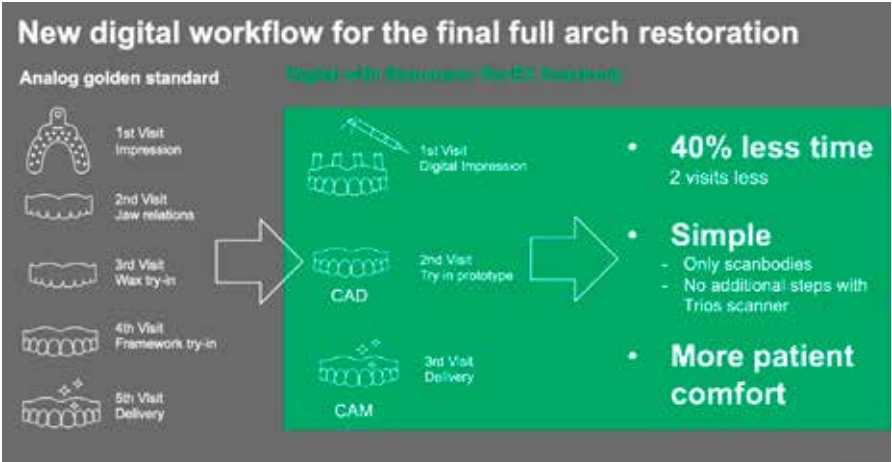 New digital workflow for the final full arch restoration
Analog golden standard
Digital with
1st Visit
Impression
2nd Visit
Jaw relations
3rd Visit
Wax try-in
4th Visit
Framework try-in
5th Visit
Delivery
1st Visit
Digital Impression
2nd Visit
Try in prototype
CAD
3rd Visit
Delivery
CAM
• 40% less time
2 visits less
• Simple
- Only scanbodies
- No additional steps with
Trios scanner
• More patient
comfort